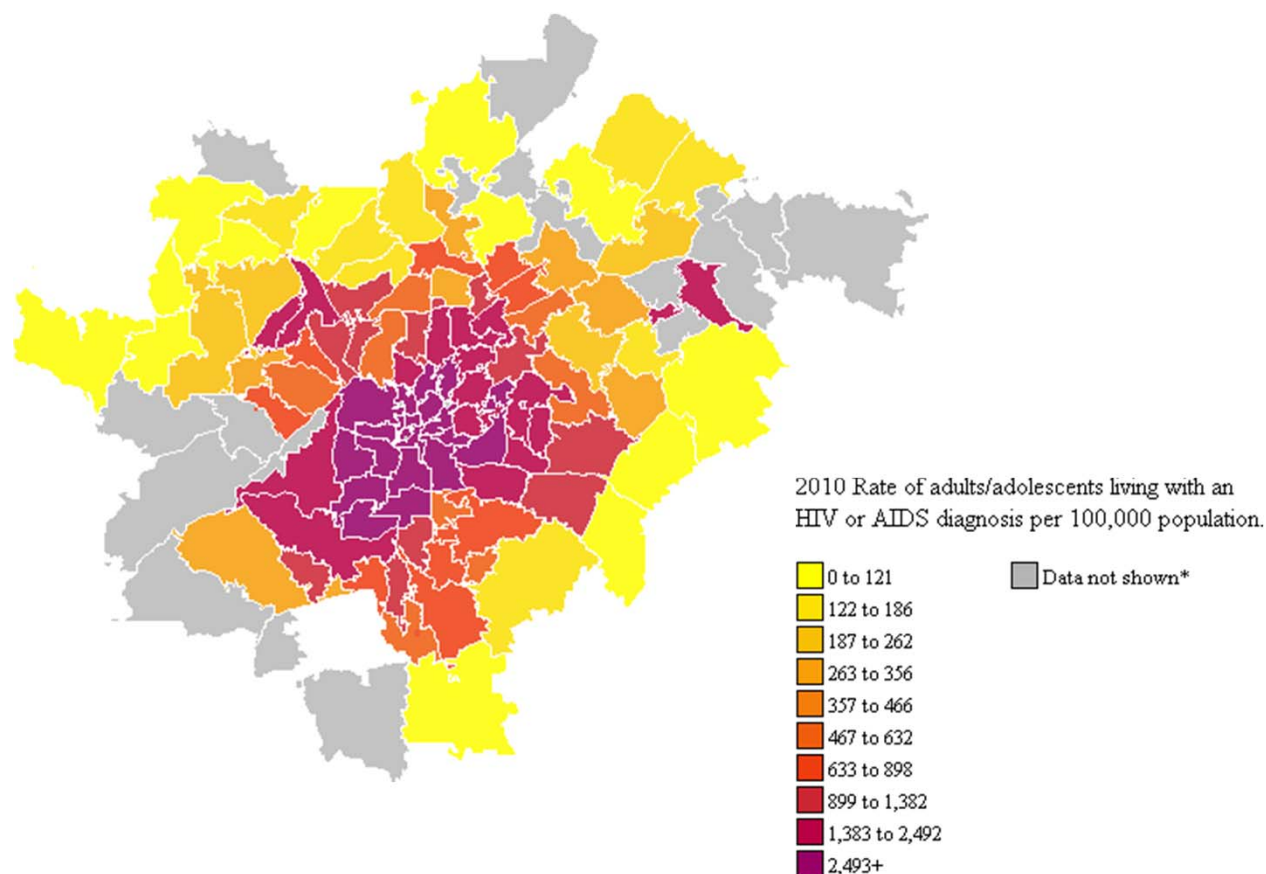 2010 Rate of adults/adolescents living with an
HIV or AIDS diagnosis per 100,000 population.
0 to 121
Data not shown*
122 to 186
187 to 262
263 to 356
357 to 466
467 to 632
633 to 898
899 to 1,382
1,383 to 2,492
2,493+